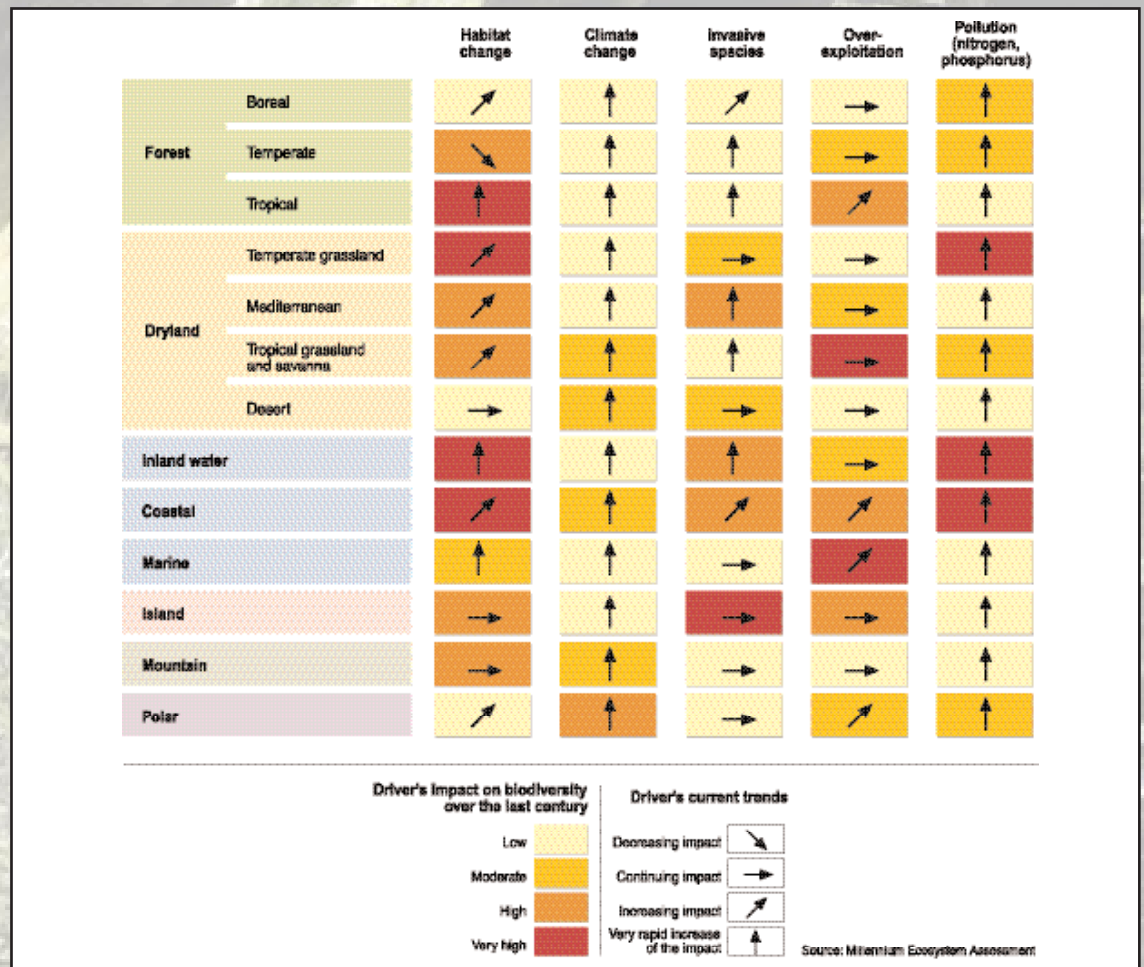 Habitat
change
Climate
change
Invasive
species
Over-
exploitation
Pollution
(nitrogen,
phosphorus)
Forest
Boreal
Temperate
Tropical
Dryland
Temperate grassland
Mediterranean
Tropical grassland
and savanna
Desert
Inland water
Coastal
Marine
Island
Mountain
Polar
Driver's impact on biodiversity
over the last century
Low
Moderate
High
Very high
Driver's current trends
Decreasing impact
Continuing impact
Increasing impact
Very rapid increase
of the impact
Source: Millennium Ecosystem Assessment